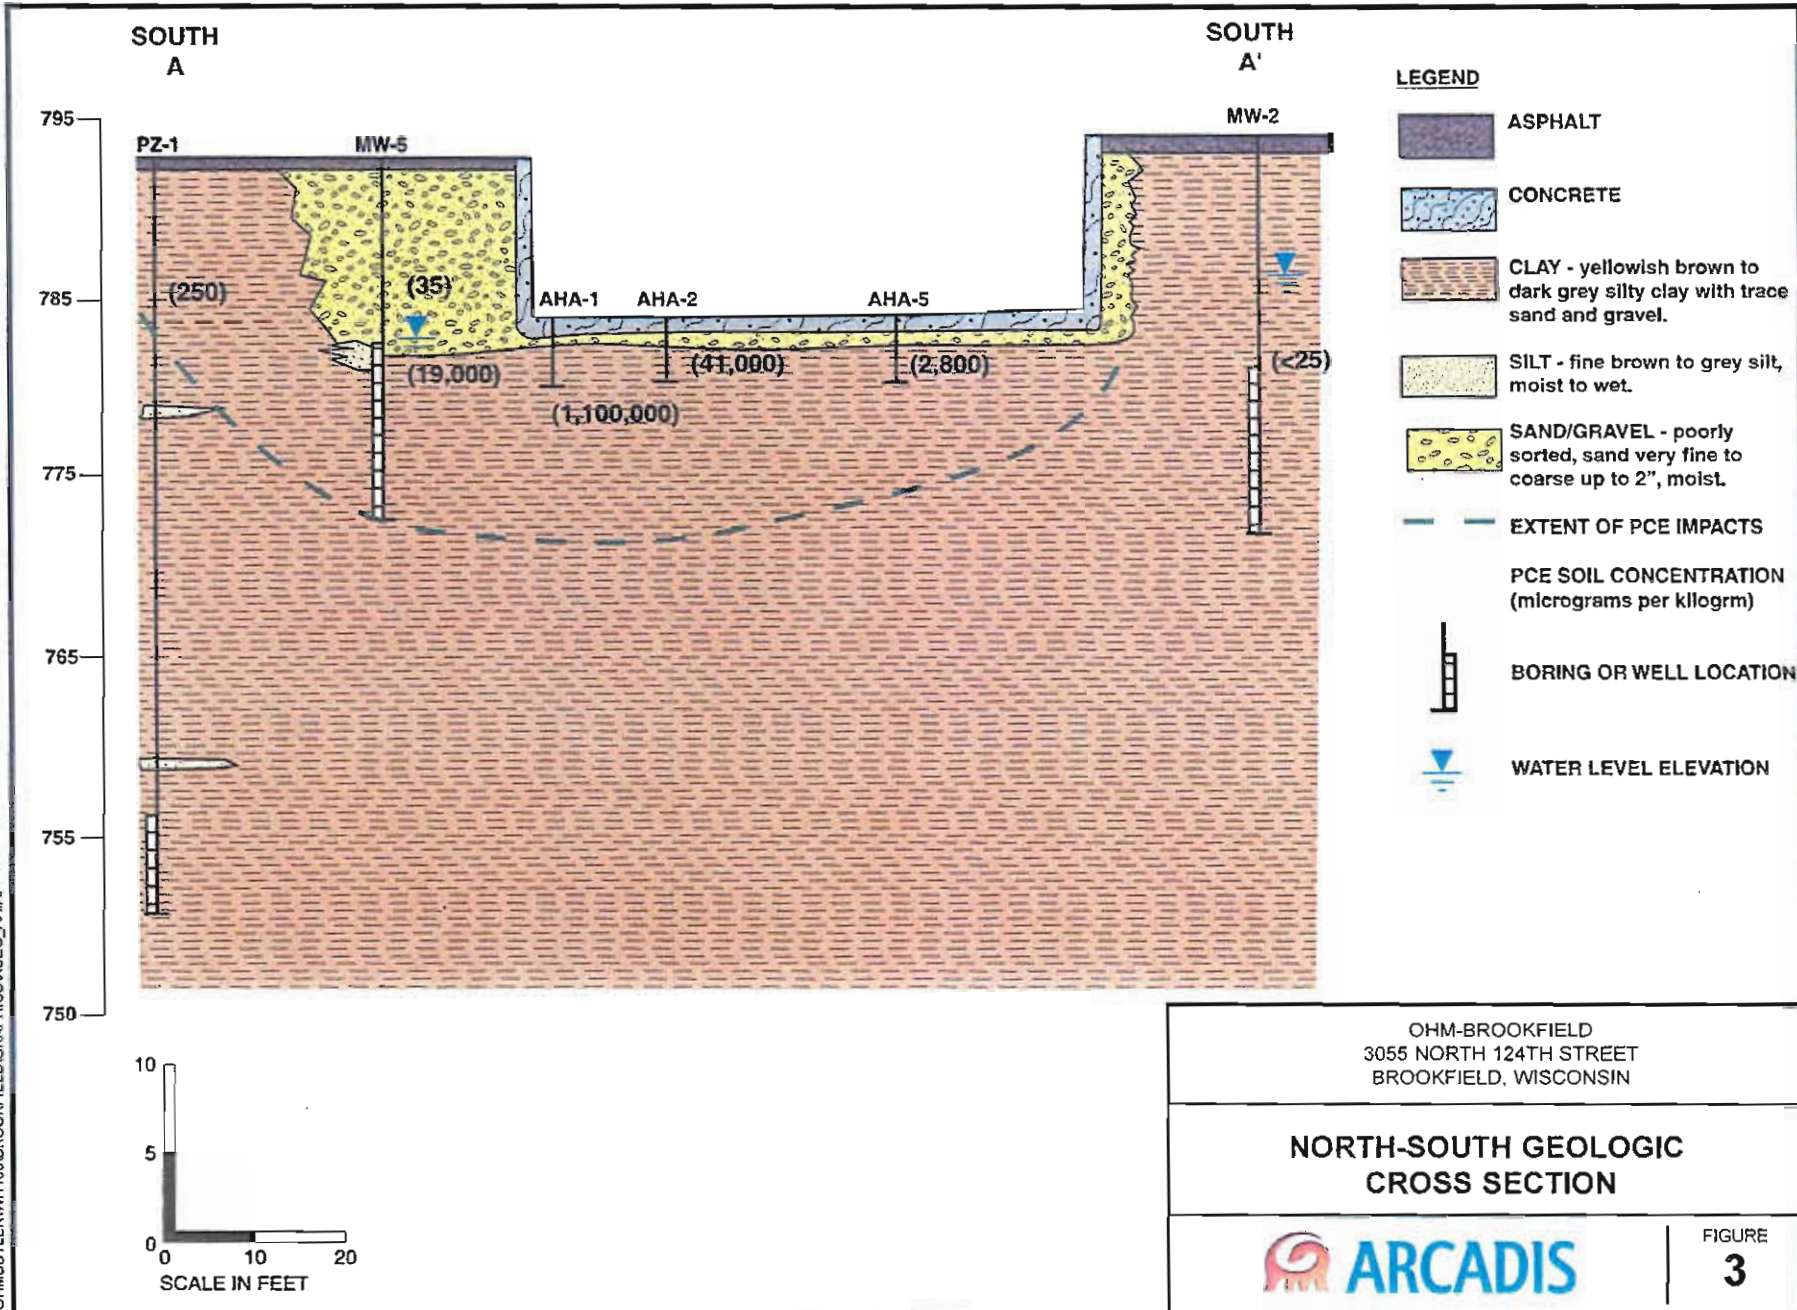 SOUTH
A
SOUTH
A'
795
785
775
765
755
750
PZ-1
MW-5
MW-2
(250)
(35)
AHA-1
AHA-2
AHA-5
(19,000)
(41,000)
(2,800)
(<25)
(1,100,000)
LEGEND
ASPHALT
CONCRETE
CLAY - yellowish brown to
dark grey silty clay with trace
sand and gravel.
SILT - fine brown to grey silt,
moist to wet.
SAND/GRAVEL - poorly
sorted, sand very fine to
coarse up to 2", moist.
EXTENT OF PCE IMPACTS
PCE SOIL CONCENTRATION
(micrograms per kilogrm)
BORING OR WELL LOCATION
WATER LEVEL ELEVATION
10
5
0
0 10 20
SCALE IN FEET
OHM-BROOKFIELD
3055 NORTH 124TH STREET
BROOKFIELD, WISCONSIN
NORTH-SOUTH GEOLOGIC
CROSS SECTION
ARCADIS
FIGURE
3